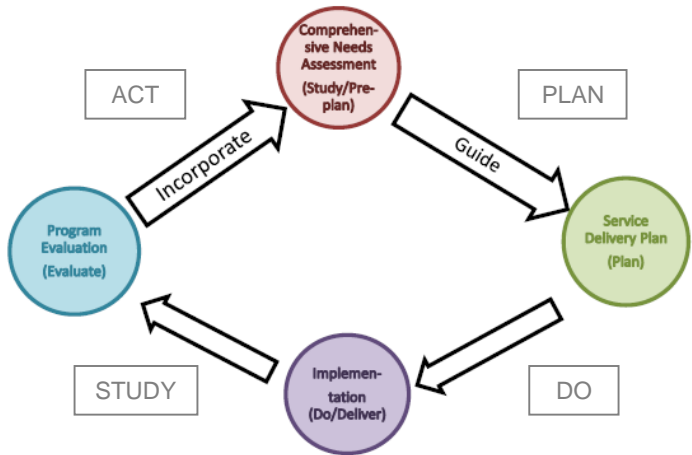 Comprehen-
sive Needs
Assessment
(Study/Pre-
plan)
ACT
PLAN
Incorporate
Guide
Program
Evaluation
(Evaluate)
Service
Delivery Plan
(Plan)
STUDY
Implemen-
tation
(Do/Deliver)
DO